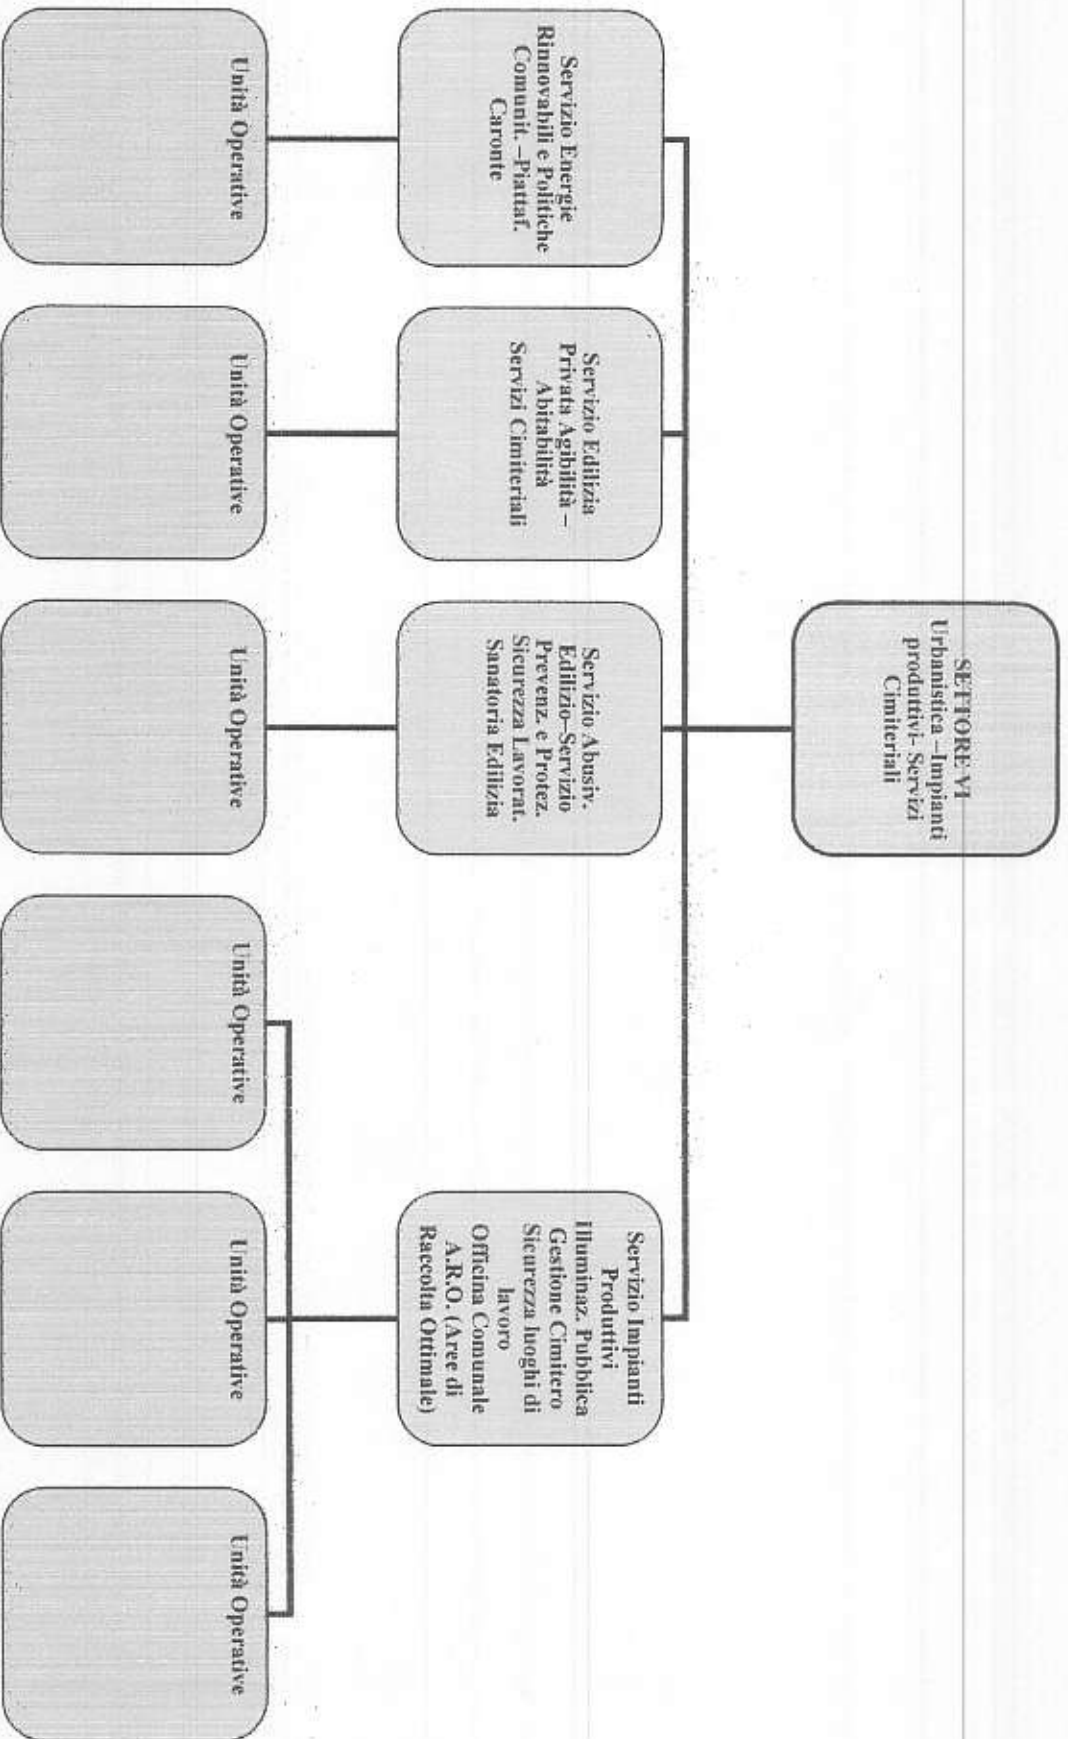 SETTORE VI
Urbanistica –Impianti
produttivi- Servizi
Cimiteriali
Servizio Energie
Rinnovabili e Politiche
Comunit. –Piattaf.
Caronte
Servizio Edilizia
Privata Agibilità –
Abitabilità
Servizi Cimiteriali
Servizio Abusiv.
Edilizio–Servizio
Prevenz. e Protez.
Sicurezza Lavorat.
Sanatoria Edilizia
Servizio Impianti
Produttivi
illuminaz. Pubblica
Gestione Cimitero
Sicurezza luoghi di
lavoro
Officina Comunale
A.R.O. (Aree di
Raccolta Ottimale)
Unità Operative
Unità Operative
Unità Operative
Unità Operative
Unità Operative
Unità Operative